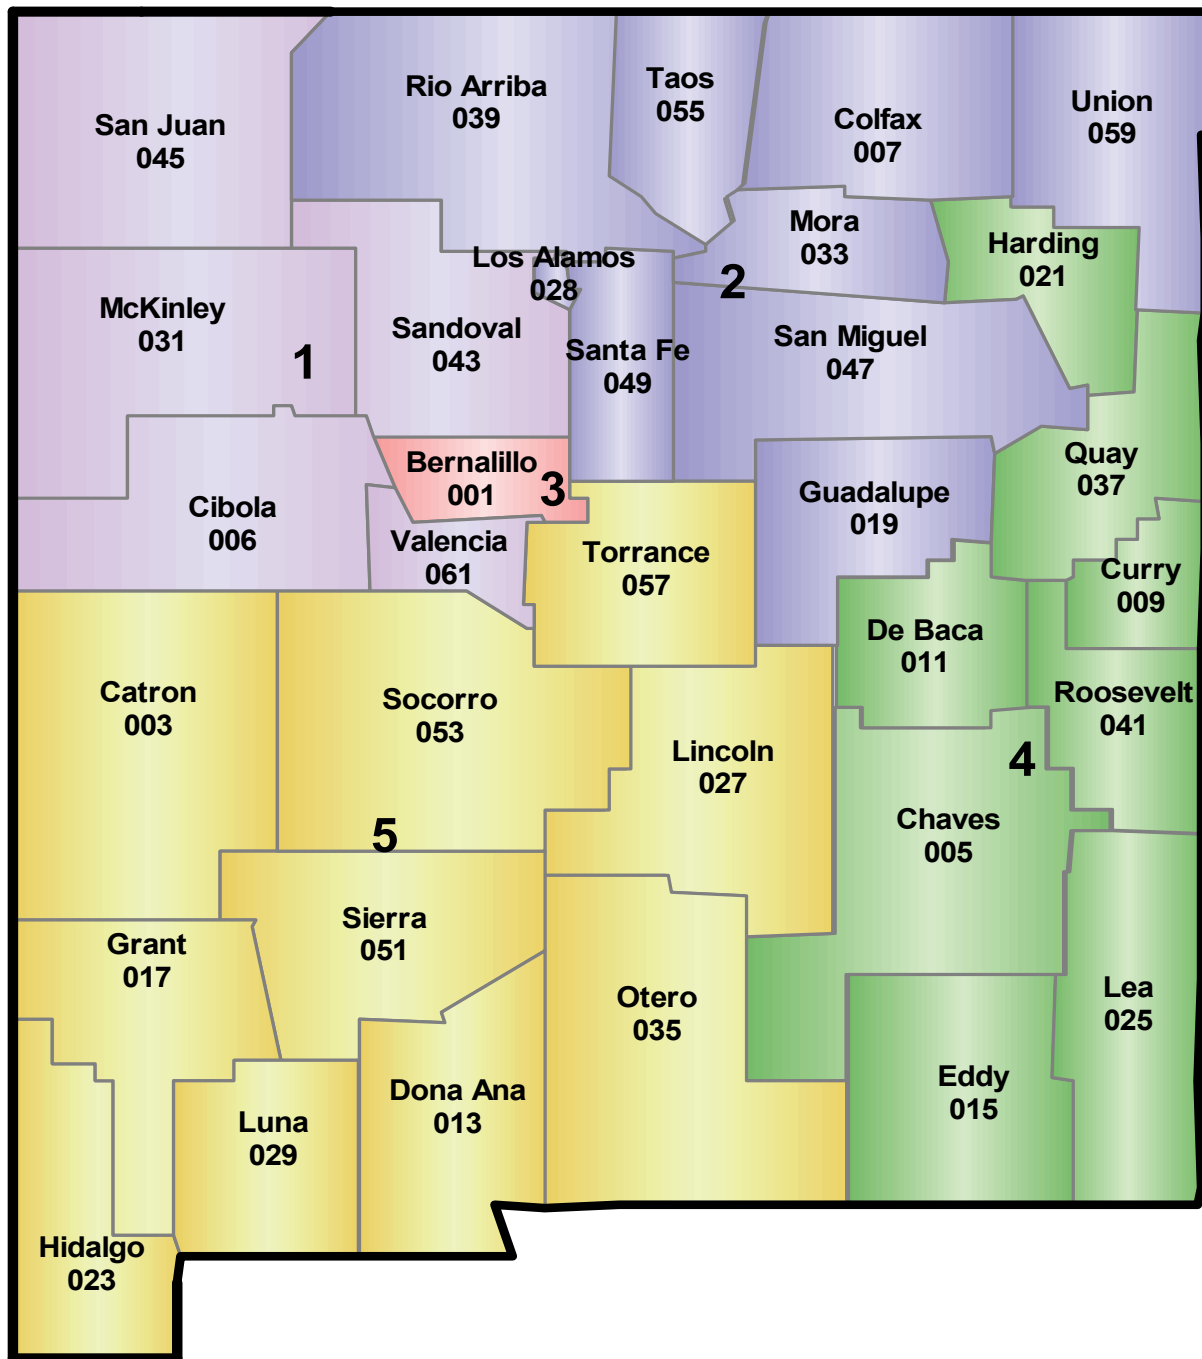 San Juan
045
Rio Arriba
039
Taos
055
Colfax
007
Union
059
Mora
033
Harding
021
2
Los Alamos
028
McKinley
031
1
Sandoval
043
Santa Fe
049
San Miguel
047
Bernalillo
001
3
Quay
037
Guadalupe
019
Cibola
006
Valencia
061
Torrance
057
Curry
009
De Baca
011
Catron
003
Socorro
053
Roosevelt
041
Lincoln
027
4
Chaves
005
5
Sierra
051
Grant
017
Otero
035
Lea
025
Eddy
015
Dona Ana
013
Luna
029
Hidalgo
023